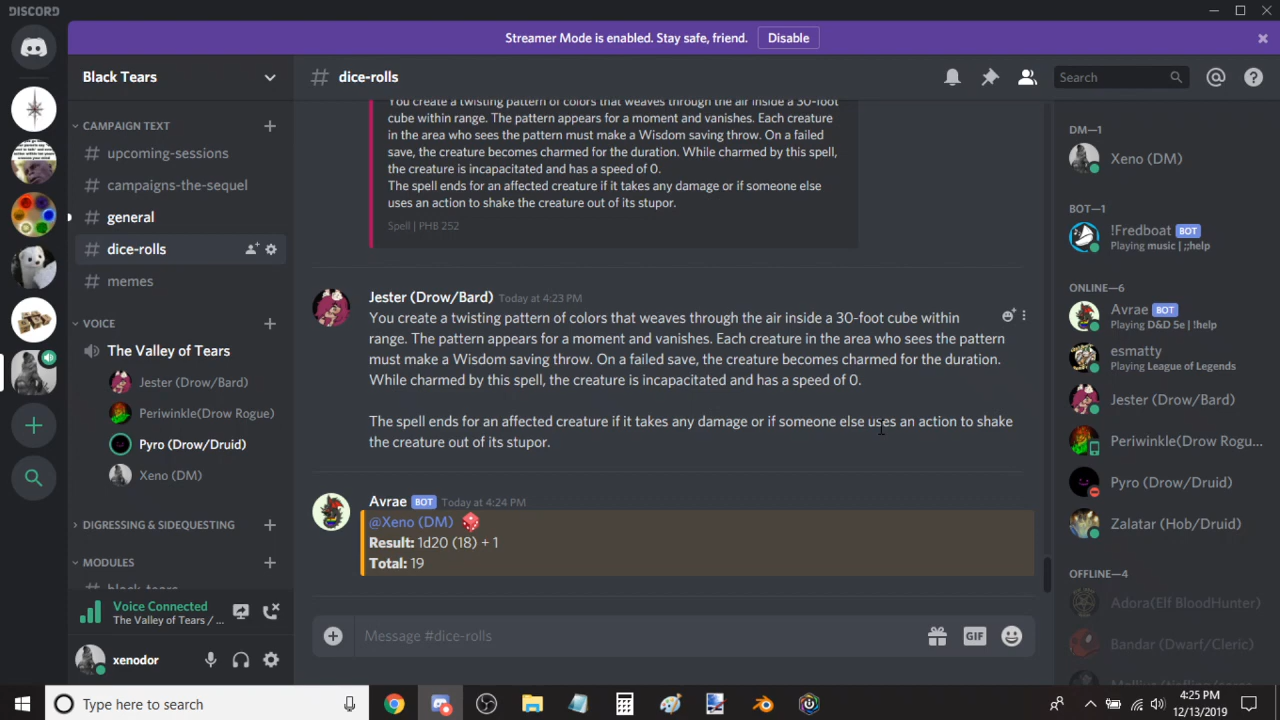 DISCORD
Streamer Mode is enabled. Stay safe, friend.
Disable
Black Tears
CAMPAIGN TEXT
# upcoming-sessions
# campaigns-the-sequel
# general
# dice-rolls
# memes
VOICE
The Valley of Tears
Jester (Drow/Bard)
Periwinkle(Drow Rogue)
Pyro (Drow/Druid)
Xeno (DM)
DIGRESSING & SIDEQUESTING
MODULES
Voice Connected
The Valley of Tears / ...
xenodor
# dice-rolls
Search
You create a twisting pattern of colors that weaves through the air inside a 30-foot
cube within range. The pattern appears for a moment and vanishes. Each creature
in the area who sees the pattern must make a Wisdom saving throw. On a failed
save, the creature becomes charmed for the duration. While charmed by this spell,
the creature is incapacitated and has a speed of 0.
The spell ends for an affected creature if it takes any damage or if someone else
uses an action to shake the creature out of its stupor.
Spell | PHB 252
Jester (Drow/Bard) Today at 4:23 PM
You create a twisting pattern of colors that weaves through the air inside a 30-foot cube within
range. The pattern appears for a moment and vanishes. Each creature in the area who sees the pattern
must make a Wisdom saving throw. On a failed save, the creature becomes charmed for the duration.
While charmed by this spell, the creature is incapacitated and has a speed of 0.
The spell ends for an affected creature if it takes any damage or if someone else uses an action to shake
the creature out of its stupor.
Avrae BOT Today at 4:24 PM
@Xeno (DM)
Result: 1d20 (18) + 1
Total: 19
Message #dice-rolls
GIF
DM—1
Xeno (DM)
BOT—1
!Fredboat BOT
Playing music | ;;help
ONLINE—6
Avrae BOT
Playing D&D 5e | !help
esmatty
Playing League of Legends
Jester (Drow/Bard)
Periwinkle(Drow Rogu...
Pyro (Drow/Druid)
Zalatar (Hob/Druid)
OFFLINE—4
Adora(Elf BloodHunter)
Bandar (Dwarf/Cleric)
Type here to search
4:25 PM
12/13/2019